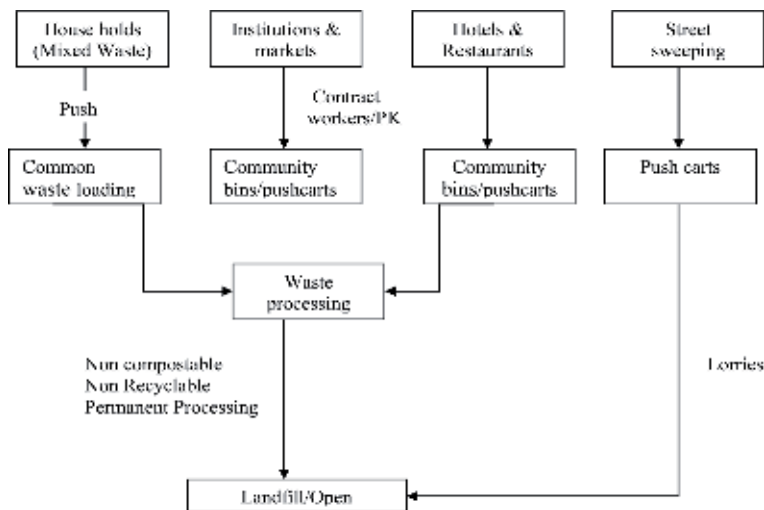 House holds
(Mixed Waste)
Institutions &
markets
Hotels &
Restaurants
Street
sweeping
Push
Contract
workers/PK
Common
waste loading
Community
bins/pushcarts
Community
bins/pushcarts
Push carts
Waste
processing
Non compostable
Non Recyclable
Permanent Processing
Lorries
Landfill/Open